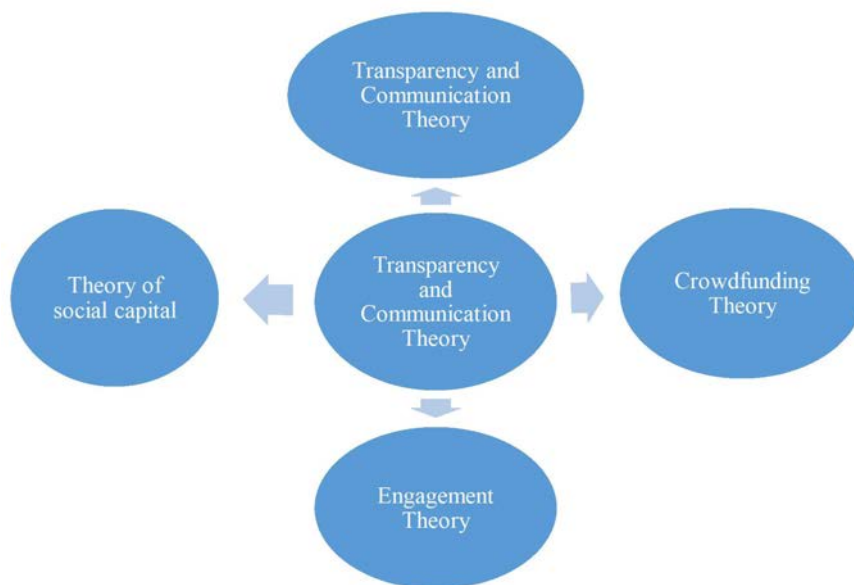 Transparency and
Communication
Theory
Theory of
social capital
Transparency
and
Communication
Theory
Crowdfunding
Theory
Engagement
Theory